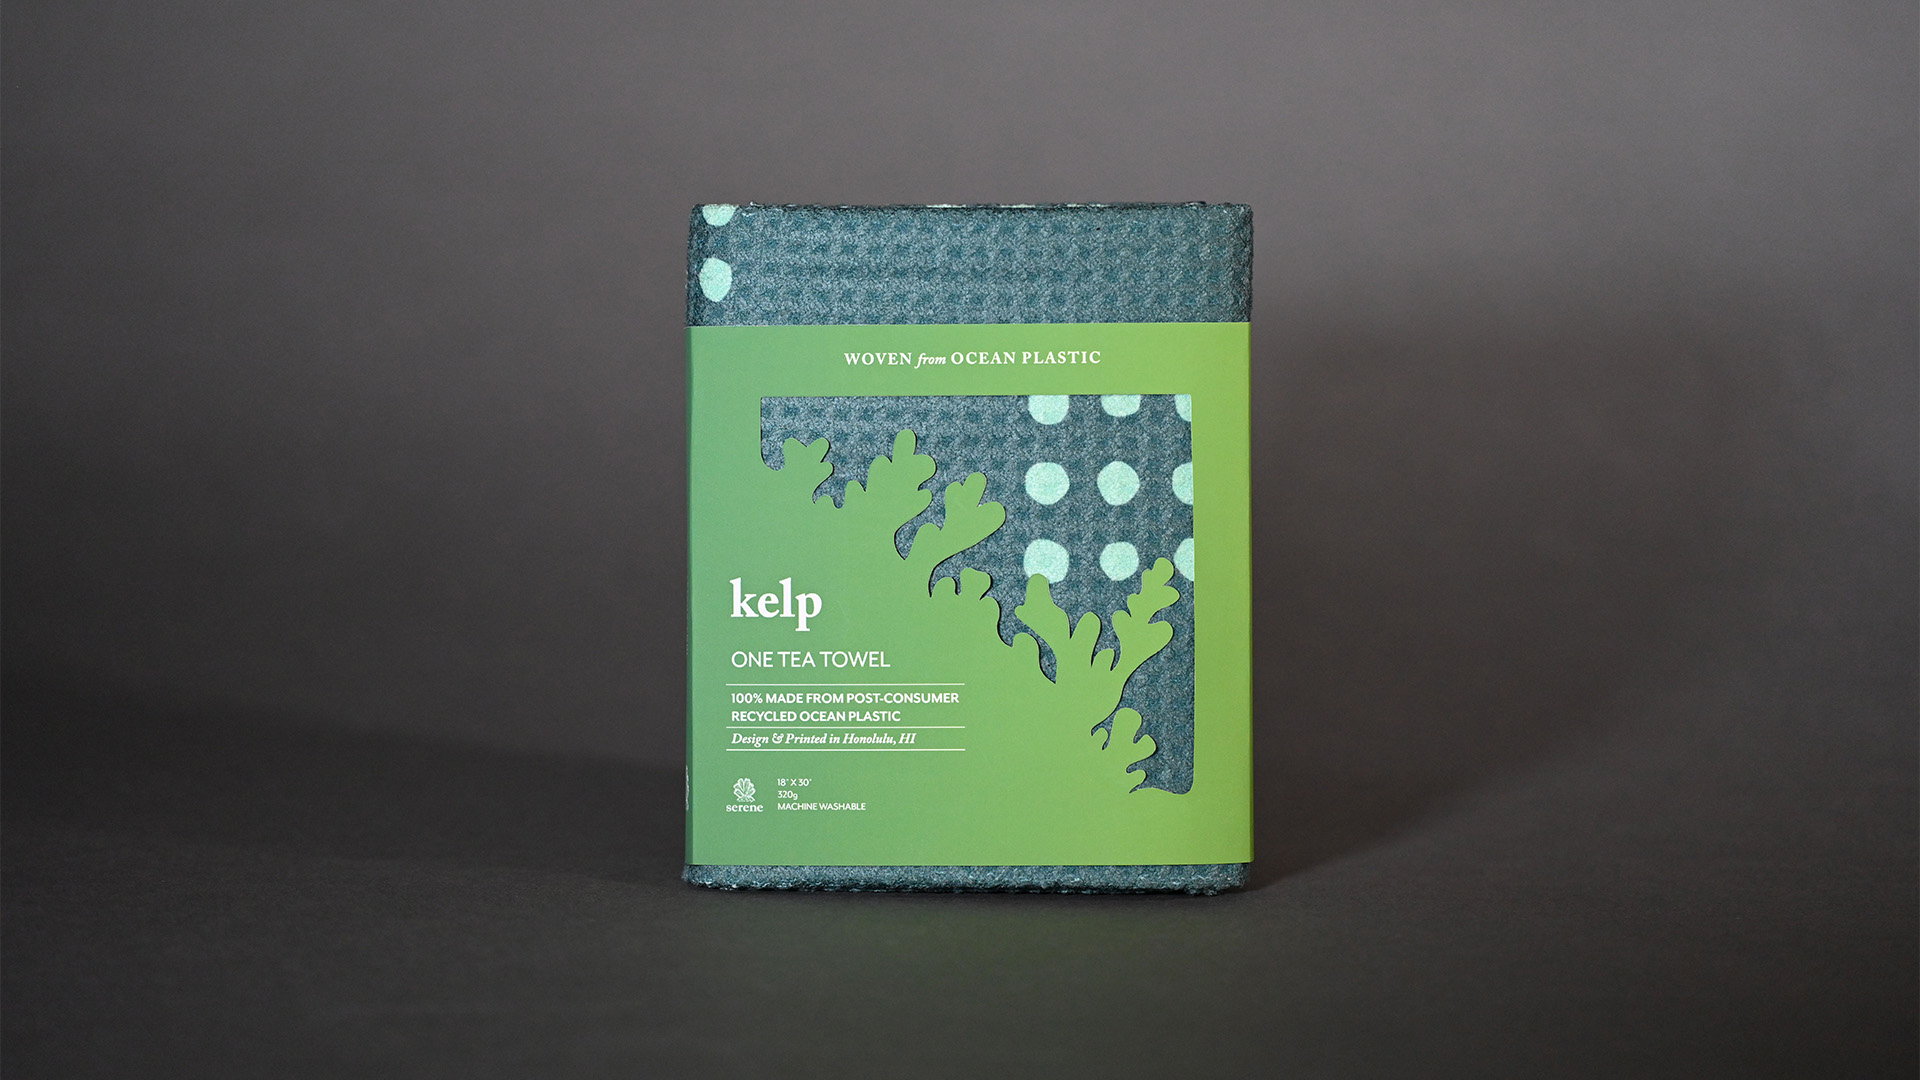 WOVEN from OCEAN PLASTIC
kelp
ONE TEA TOWEL
100% MADE FROM POST-CONSUMER
RECYCLED OCEAN PLASTIC
Design & Printed in Honolulu, HI
serene
18" X 30"
320g
MACHINE WASHABLE